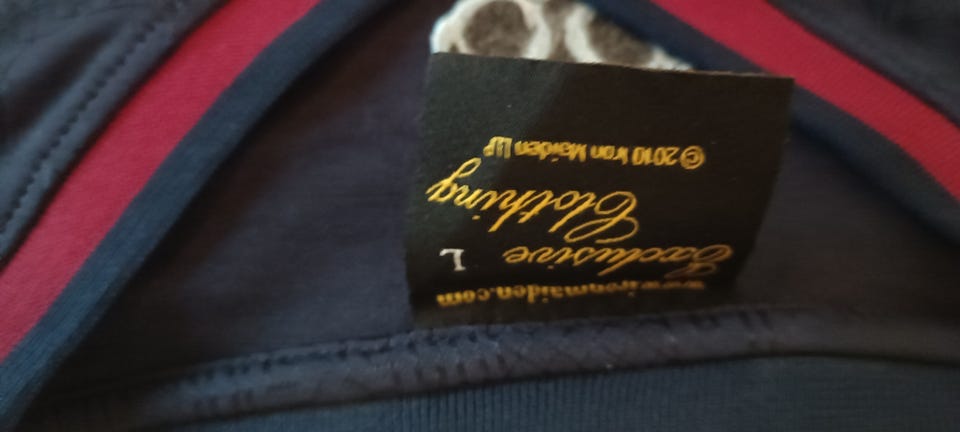 www.ironmaiden.com
Exclusive L
Clothing
© 2010 Iron Maiden LLP